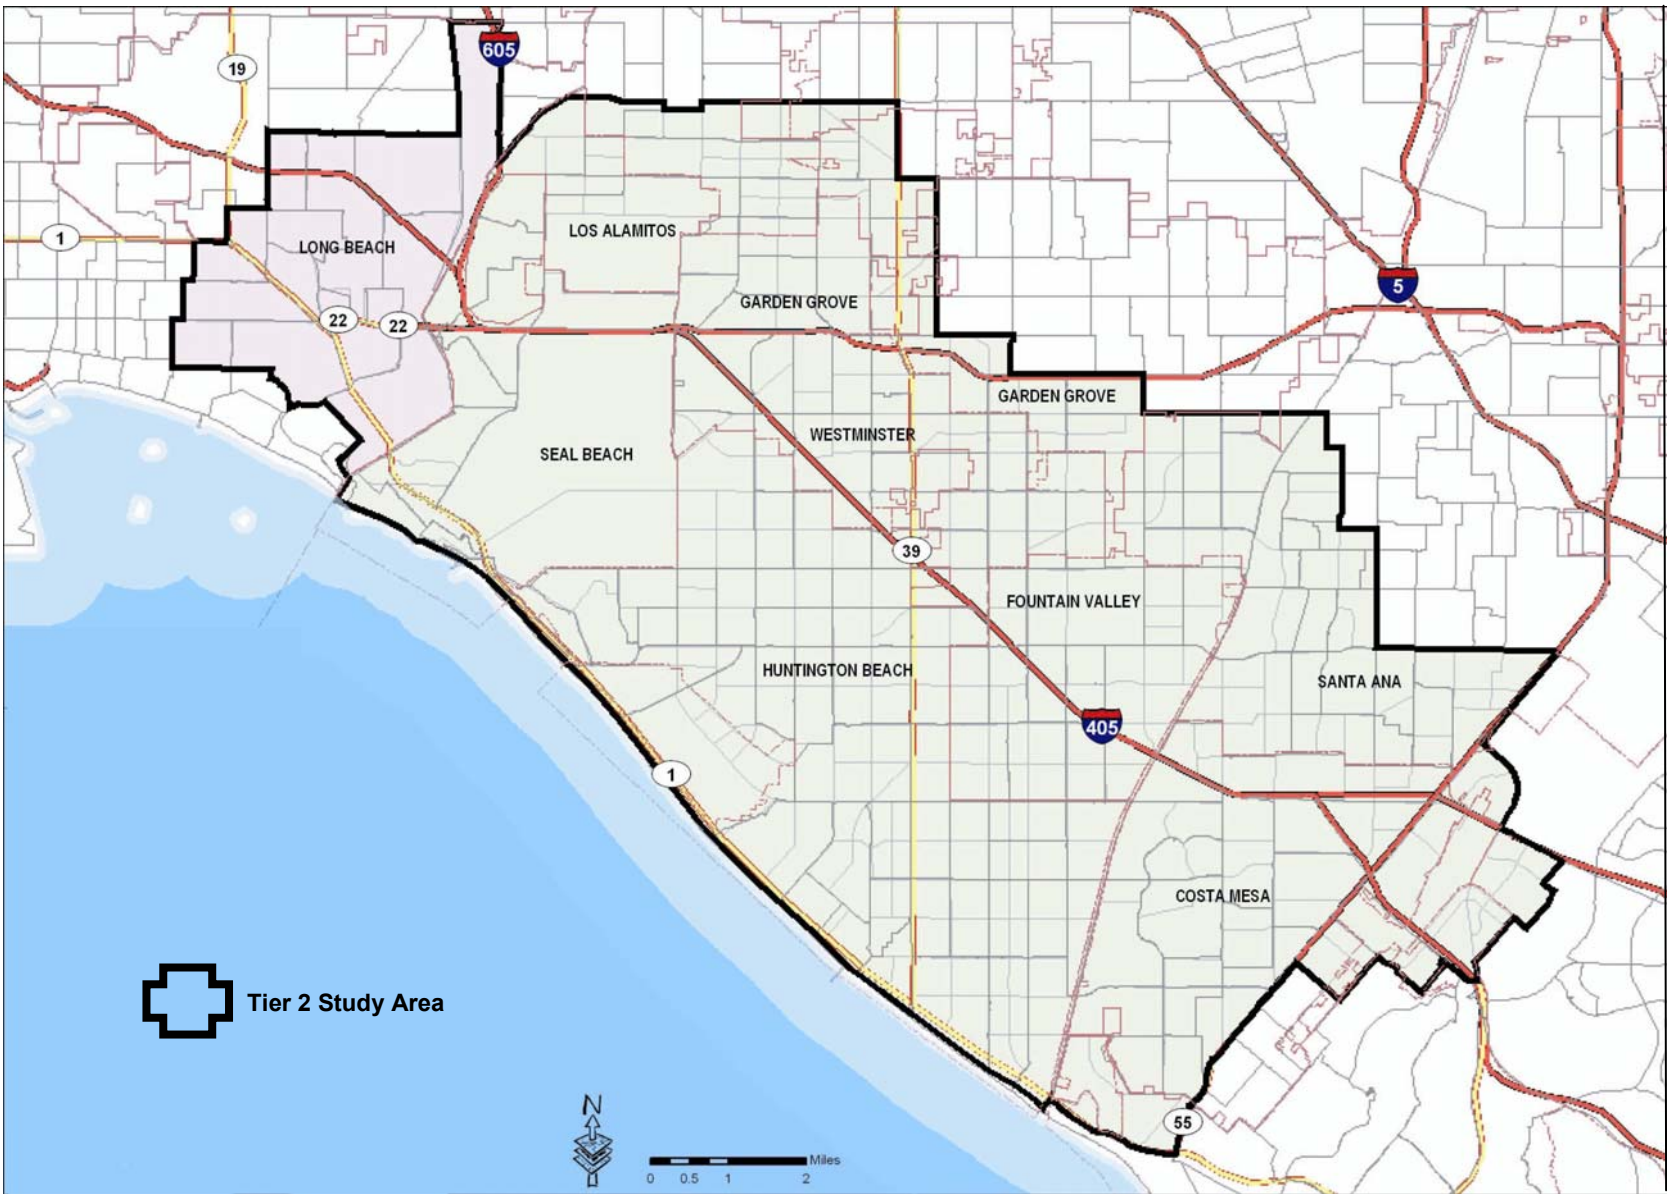 605
19
1
LONG BEACH
LOS ALAMITOS
5
GARDEN GROVE
22
22
GARDEN GROVE
WESTMINSTER
SEAL BEACH
39
FOUNTAIN VALLEY
HUNTINGTON BEACH
SANTA ANA
405
1
COSTA MESA
Tier 2 Study Area
N
55
Miles
0 0.5 1 2